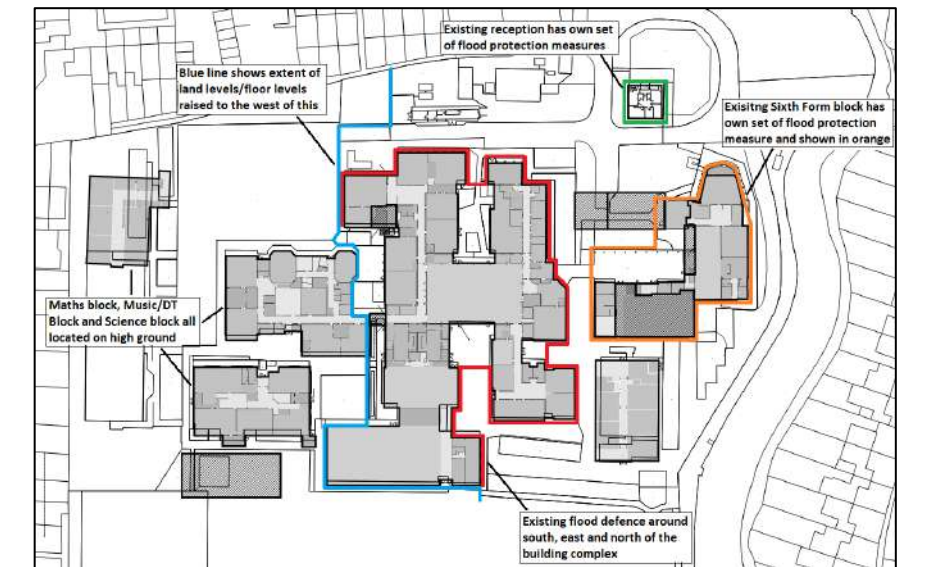 Existing reception has own set
of flood protection measures
Blue line shows extent of
land levels/floor levels
raised to the west of this
Exisitng Sixth Form block has
own set of flood protection
measure and shown in orange
Maths block, Music/DT
Block and Science block all
located on high ground
Existing flood defence around
south, east and north of the
building complex